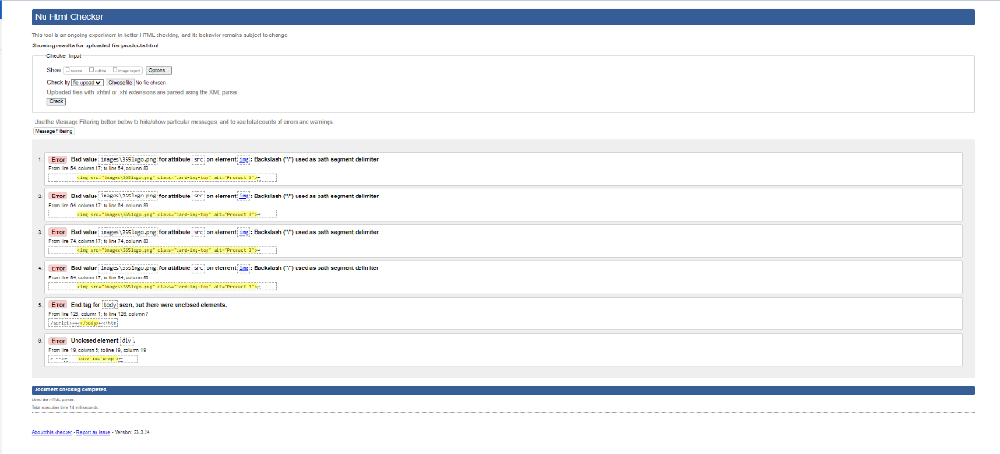 Nu Html Checker
This tool is an ongoing experiment in better HTML checking, and its behavior remains subject to change
Showing results for uploaded file products.html
Checker Input
Show source outline image report Options...
Check by file upload Choose file No file chosen
Uploaded files with .xhtml or .xht extensions are parsed using the XML parser.
Check
Use the Message Filtering button below to hide/show particular messages, and to see total counts of errors and warnings.
Message Filtering
1. Error Bad value images\365logo.png for attribute src on element img: Backslash ("\") used as path segment delimiter.
From line 54, column 17; to line 54, column 83
<img src="images\365logo.png" class="card-img-top" alt="Product 3">↩
2. Error Bad value images\365logo.png for attribute src on element img: Backslash ("\") used as path segment delimiter.
From line 64, column 17; to line 64, column 83
<img src="images\365logo.png" class="card-img-top" alt="Product 3">↩
3. Error Bad value images\365logo.png for attribute src on element img: Backslash ("\") used as path segment delimiter.
From line 74, column 17; to line 74, column 83
<img src="images\365logo.png" class="card-img-top" alt="Product 3">↩
4. Error Bad value images\365logo.png for attribute src on element img: Backslash ("\") used as path segment delimiter.
From line 84, column 17; to line 84, column 83
<img src="images\365logo.png" class="card-img-top" alt="Product 3">↩
5. Error End tag for body seen, but there were unclosed elements.
From line 126, column 1; to line 126, column 7
/script>↩↩</body>↩</htm
6. Error Unclosed element div.
From line 19, column 5; to line 19, column 19
-->↩ <div id="wrap">↩
Document checking completed.
Used the HTML parser.
Total execution time 14 milliseconds.
About this checker • Report an issue • Version: 23.3.24